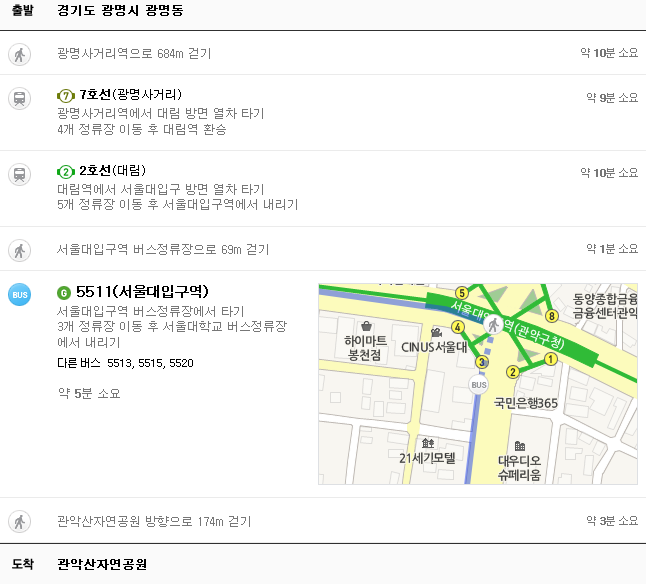 출발 경기도 광명시 광명동
광명사거리역으로 684m 걷기 약 10분 소요
7 7호선(광명사거리) 약 9분 소요
광명사거리역에서 대림 방면 열차 타기
4개 정류장 이동 후 대림역 환승
2 2호선(대림) 약 10분 소요
대림역에서 서울대입구 방면 열차 타기
5개 정류장 이동 후 서울대입구역에서 내리기
서울대입구역 버스정류장으로 69m 걷기 약 1분 소요
BUS G 5511(서울대입구역)
서울대입구역 버스정류장에서 타기
3개 정류장 이동 후 서울대학교 버스정류장
에서 내리기
다른버스 5513, 5515, 5520
약 5분 소요
5
8
동양종합금융
금융센터관악
역(관악구청)
4
하이마트
봉천점
CINUS서울대
3
1
2
BUS
국민은행365
21세기모텔
대우디오
슈페리움
관악산자연공원 방향으로 174m 걷기 약 3분 소요
도착 관악산자연공원